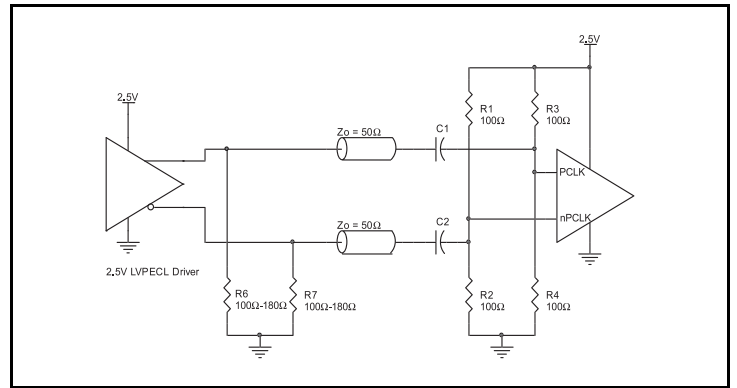 2.5V
2.5V
R1
100Ω
R3
100Ω
Zo = 50Ω
C1
PCLK
Zo = 50Ω
C2
nPCLK
2.5V LVPECL Driver
R6
100Ω-180Ω
R7
100Ω-180Ω
R2
100Ω
R4
100Ω